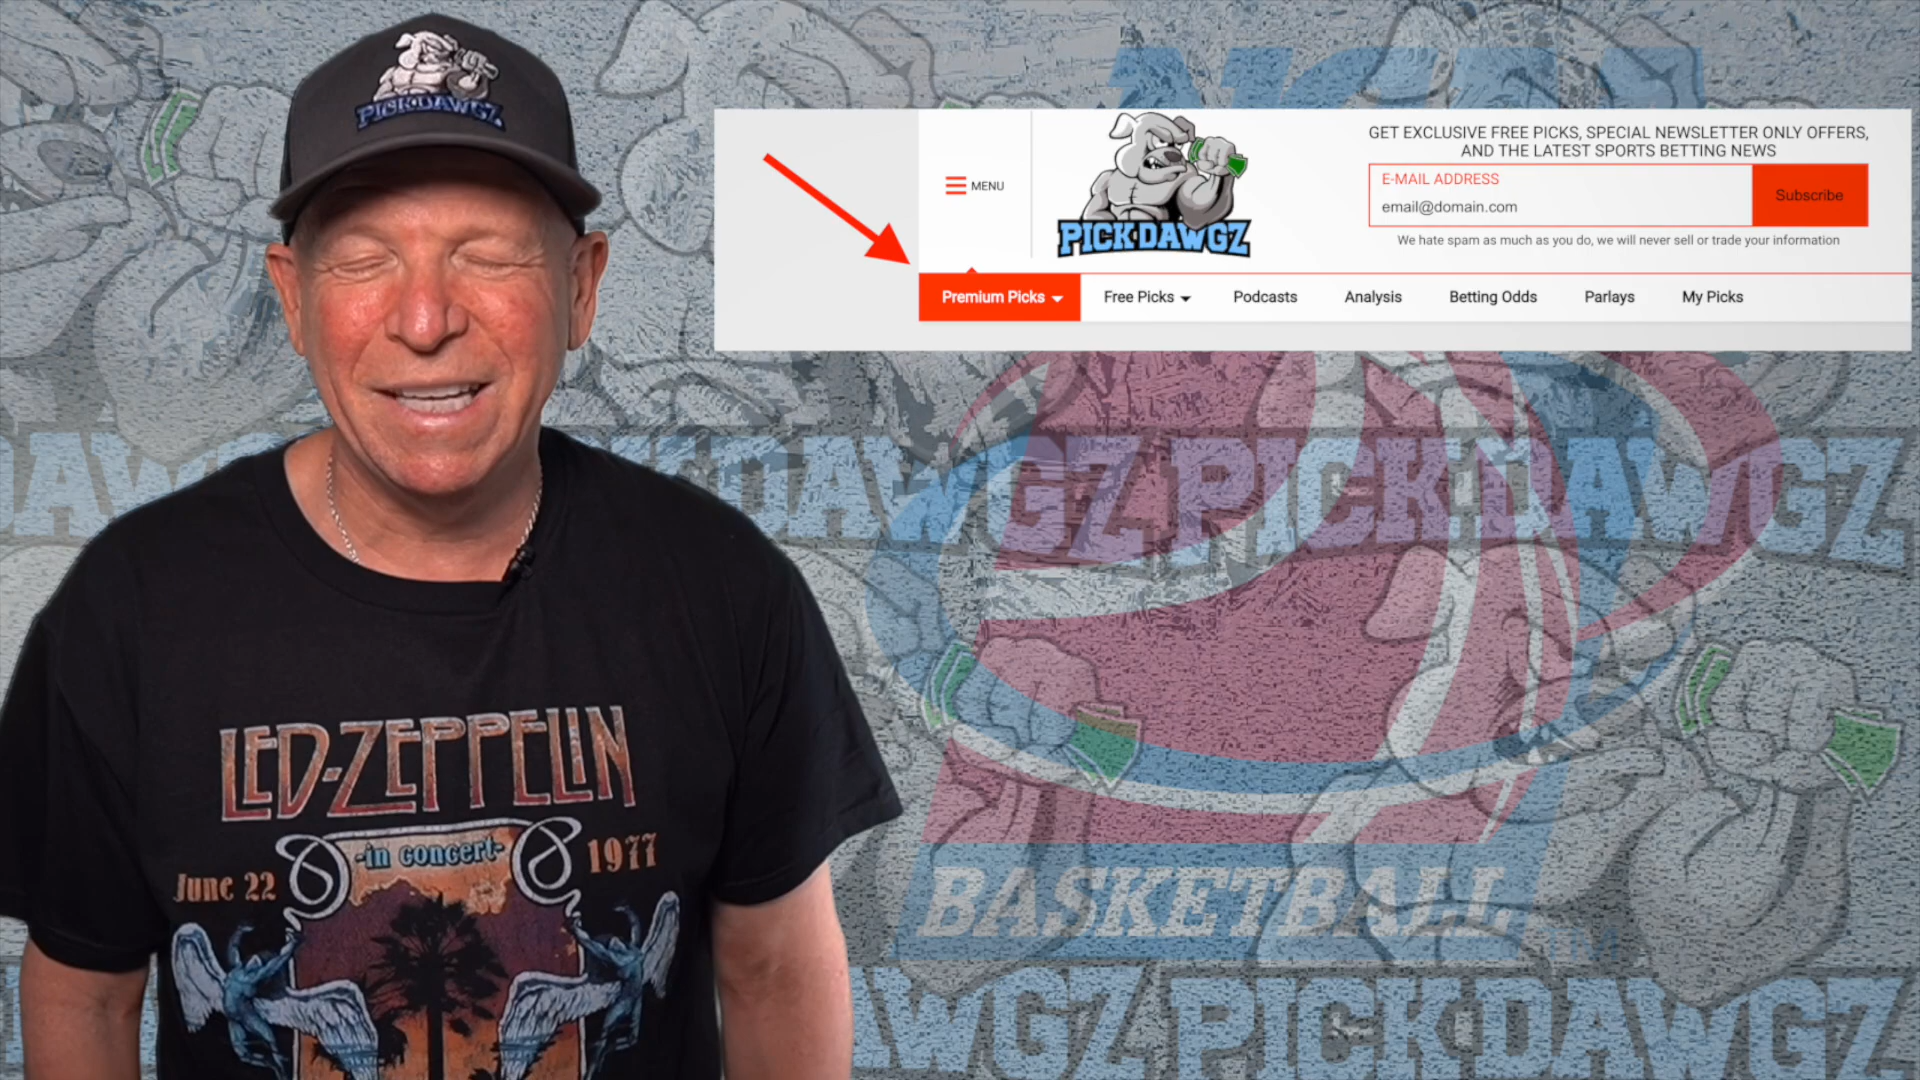 PICKDAWGZ
NCAA
MENU
PICKDAWGZ
GET EXCLUSIVE FREE PICKS, SPECIAL NEWSLETTER ONLY OFFERS,
AND THE LATEST SPORTS BETTING NEWS
E-MAIL ADDRESS
email@domain.com
Subscribe
We hate spam as much as you do, we will never sell or trade your information
Premium Picks
Free Picks
Podcasts
Analysis
Betting Odds
Parlays
My Picks
DAWGZ PICKDAWGZ
LED-ZEPPELIN
-in concert-
June 22
1977
BASKETBALL
AWGZ PICKDAWGZ